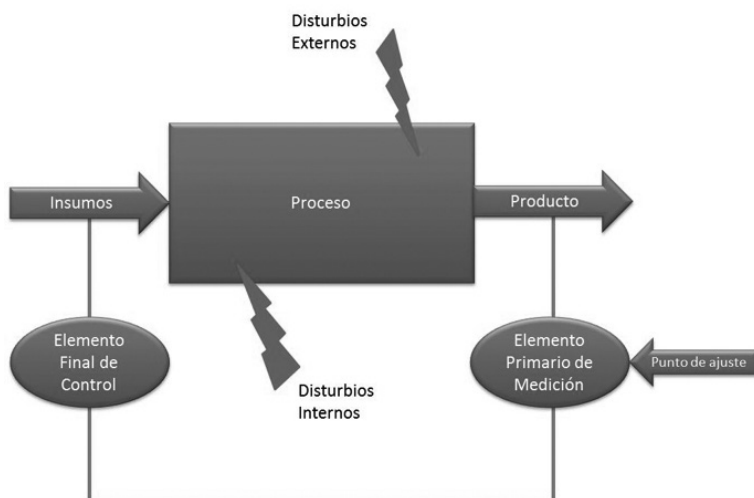 Disturbios
Externos
Insumos
Proceso
Producto
Elemento
Final de
Control
Elemento
Primario de
Medición
Punto de ajuste
Disturbios
Internos